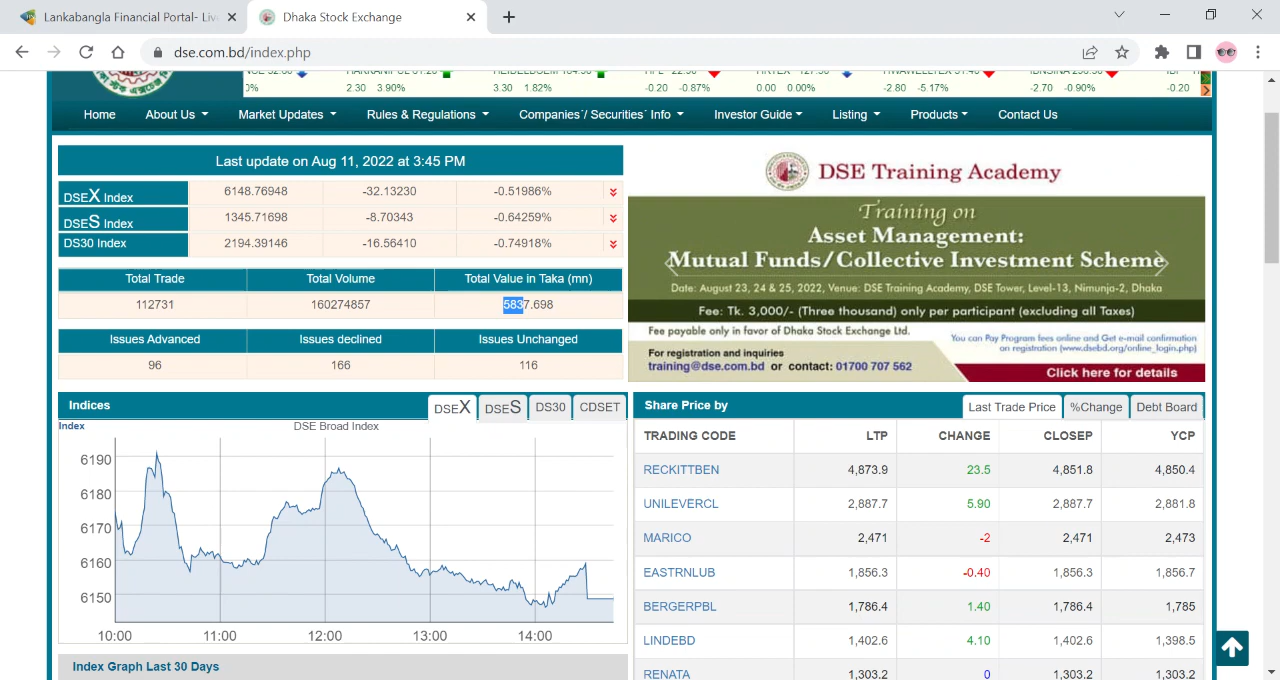 Lankabangla Financial Portal- Liv
Dhaka Stock Exchange
dse.com.bd/index.php
2.30 3.90% 3.30 1.82% -0.20 -0.87% 0.00 0.00% -2.80 -5.17% -2.70 -0.90% -0.20
Home About Us Market Updates Rules & Regulations Companies´/ Securities´ Info Investor Guide Listing Products Contact Us
Last update on Aug 11, 2022 at 3:45 PM
DSEX Index 6148.76948 -32.13230 -0.51986%
DSES Index 1345.71698 -8.70343 -0.64259%
DS30 Index 2194.39146 -16.56410 -0.74918%
Total Trade Total Volume Total Value in Taka (mn)
112731 160274857 5837.698
Issues Advanced Issues declined Issues Unchanged
96 166 116
DSE Training Academy
Training on
Asset Management:
Mutual Funds/Collective Investment Scheme
Date: August 23, 24 & 25, 2022, Venue: DSE Training Academy, DSE Tower, Level-13, Nimunja-2, Dhaka
Fee: Tk. 3,000/- (Three thousand) only per participant (excluding all Taxes)
Fee payable only in favor of Dhaka Stock Exchange Ltd.
For registration and inquiries
training@dse.com.bd or contact: 01700 707 562
You can Pay Program fees online and Get e-mail confirmation
on registration (www.dsebd.org/online_login.php)
Click here for details
Indices DSEX DSES DS30 CDSET
Index DSE Broad Index
6190
6180
6170
6160
6150
10:00 11:00 12:00 13:00 14:00
Index Graph Last 30 Days
Share Price by Last Trade Price %Change Debt Board
TRADING CODE LTP CHANGE CLOSEP YCP
RECKITTBEN 4,873.9 23.5 4,851.8 4,850.4
UNILEVERCL 2,887.7 5.90 2,887.7 2,881.8
MARICO 2,471 -2 2,471 2,473
EASTRNLUB 1,856.3 -0.40 1,856.3 1,856.7
BERGERPBL 1,786.4 1.40 1,786.4 1,785
LINDEBD 1,402.6 4.10 1,402.6 1,398.5
RENATA 1,303.2 0 1,303.2 1,303.2